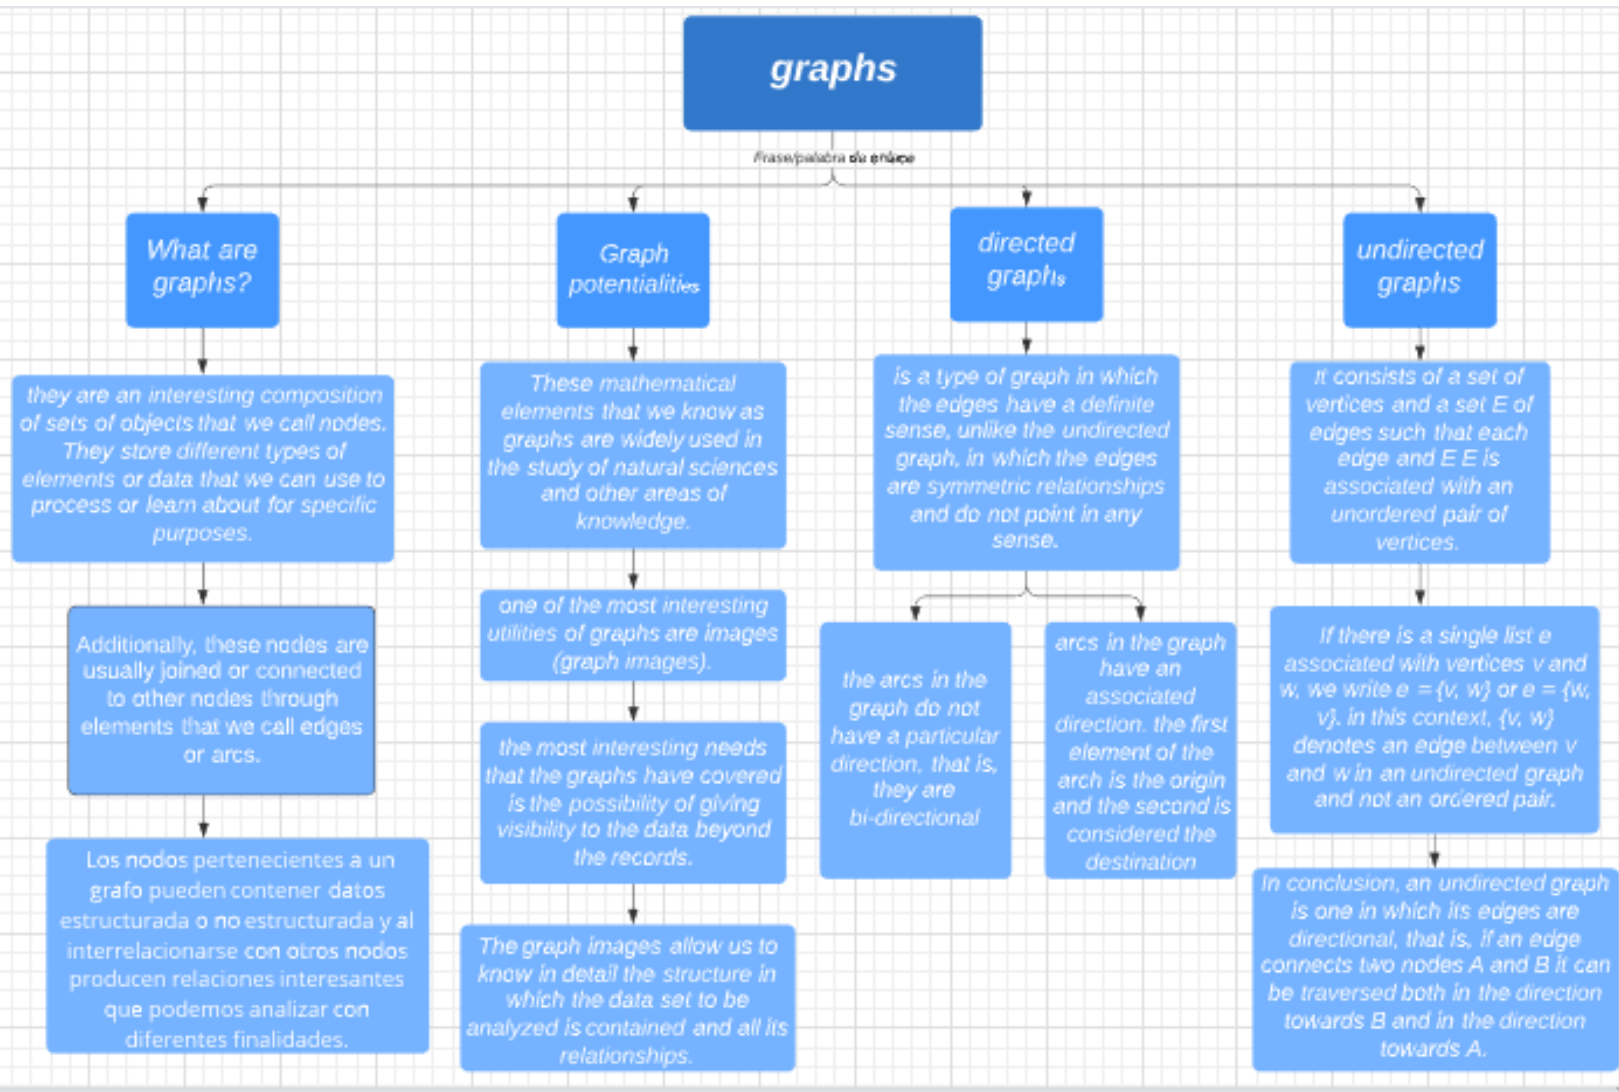 graphs
Frase/palabra de enlace
What are
graphs?
they are an interesting composition
of sets of objects that we call nodes.
They store different types of
elements or data that we can use to
process or learn about for specific
purposes.
Additionally, these nodes are
usually joined or connected
to other nodes through
elements that we call edges
or arcs.
Los nodos pertenecientes a un
grafo pueden contener datos
estructurada o no estructurada y al
interrelacionarse con otros nodos
producen relaciones interesantes
que podemos analizar con
diferentes finalidades.
Graph
potentialities
These mathematical
elements that we know as
graphs are widely used in
the study of natural sciences
and other areas of
knowledge.
one of the most interesting
utilities of graphs are images
(graph images).
the most interesting needs
that the graphs have covered
is the possibility of giving
visibility to the data beyond
the records.
The graph images allow us to
know in detail the structure in
which the data set to be
analyzed is contained and all its
relationships.
directed
graphs
is a type of graph in which
the edges have a definite
sense, unlike the undirected
graph, in which the edges
are symmetric relationships
and do not point in any
sense.
the arcs in the
graph do not
have a particular
direction, that is,
they are
bi-directional
arcs in the graph
have an
associated
direction. the first
element of the
arch is the origin
and the second is
considered the
destination
undirected
graphs
It consists of a set of
vertices and a set E of
edges such that each
edge and E E is
associated with an
unordered pair of
vertices.
If there is a single list e
associated with vertices v and
w, we write e ={v, w} or e = {w,
v}. in this context, {v, w}
denotes an edge between v
and w in an undirected graph
and not an ordered pair.
In conclusion, an undirected graph
is one in which its edges are
directional, that is, if an edge
connects two nodes A and B it can
be traversed both in the direction
towards B and in the direction
towards A.